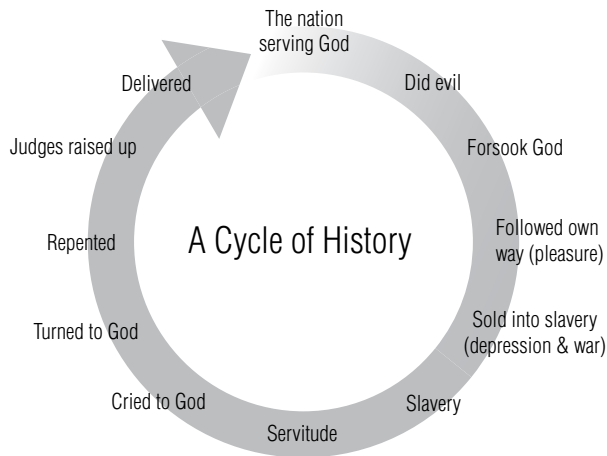 The nation
serving God
Did evil
Forsook God
Followed own
way (pleasure)
Sold into slavery
(depression & war)
Slavery
Servitude
Cried to God
Turned to God
Repented
Judges raised up
Delivered
A Cycle of History